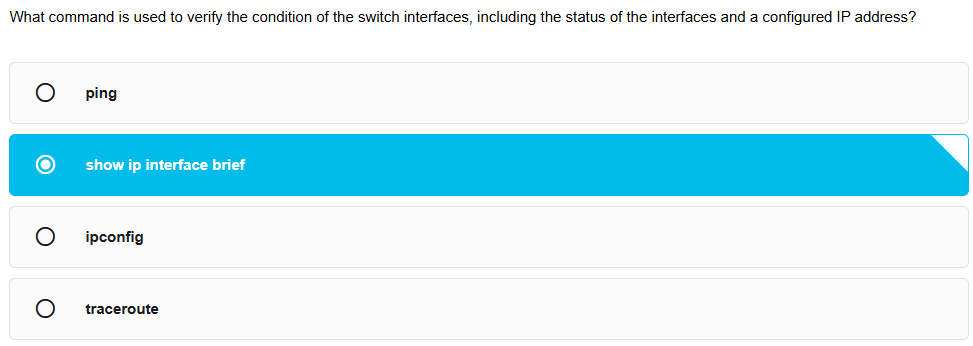 What command is used to verify the condition of the switch interfaces, including the status of the interfaces and a configured IP address?
ping
show ip interface brief
ipconfig
traceroute